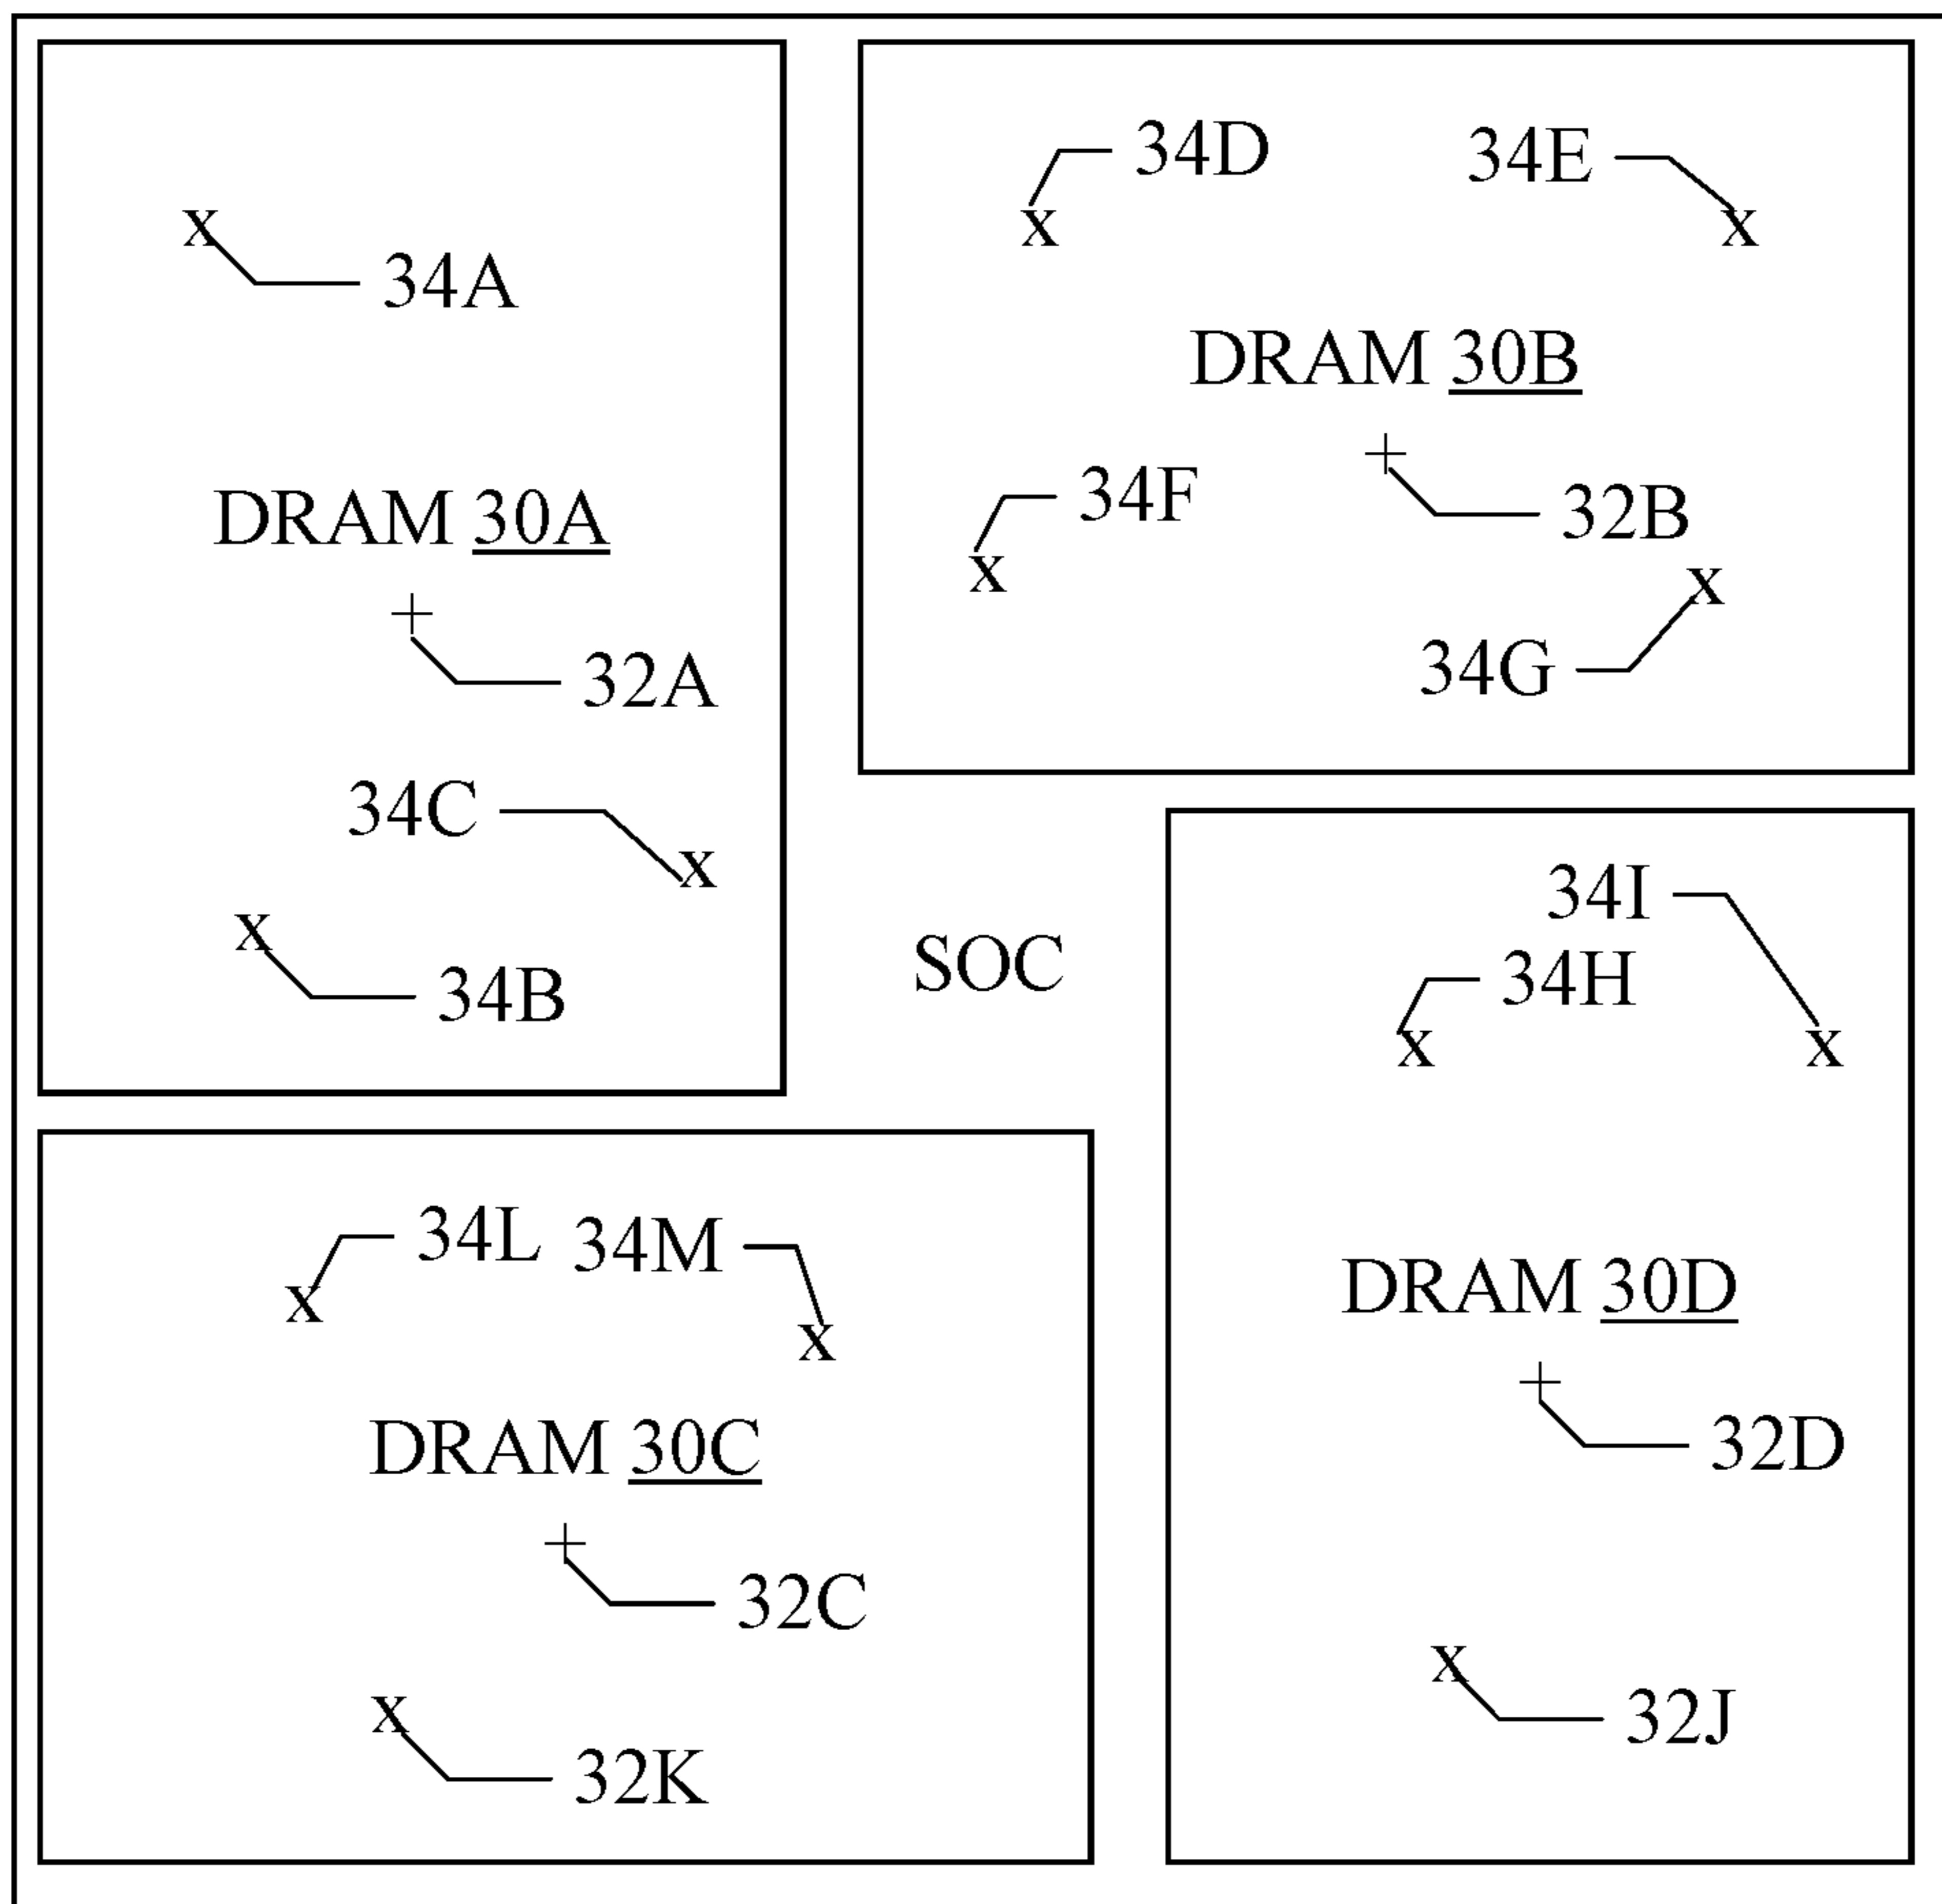 34A
DRAM 30A
32A
34C
34B
34D
34E
DRAM 30B
34F
32B
34G
SOC
34I
34H
DRAM 30D
32D
32J
34L 34M
DRAM 30C
32C
32K
x
x
x
x
x
x
x
x
x
x
x
x
x